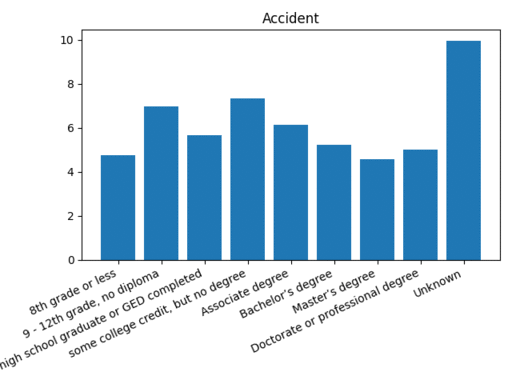 Accident
10
8
6
4
2
0
8th grade or less
9 - 12th grade, no diploma
high school graduate or GED completed
some college credit, but no degree
Associate degree
Bachelor's degree
Master's degree
Doctorate or professional degree
Unknown